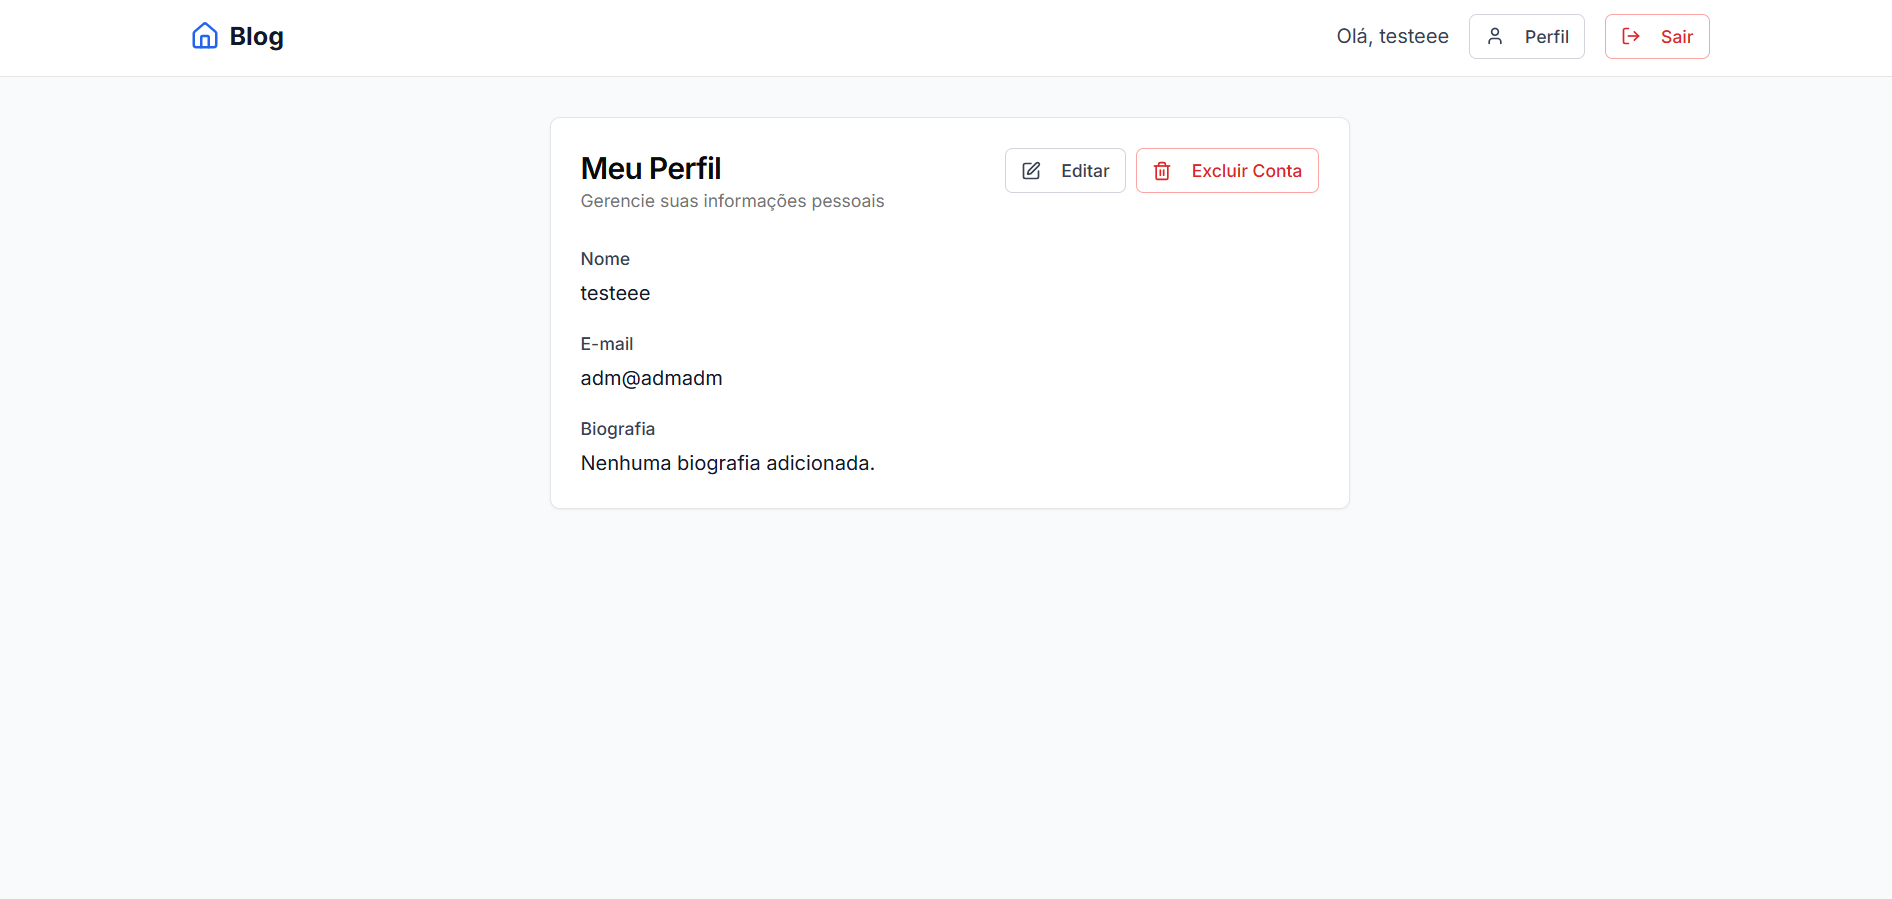 Blog
Olá, testeee
Perfil
Sair
Meu Perfil
Gerencie suas informações pessoais
Editar
Excluir Conta
Nome
testeee
E-mail
adm@admadm
Biografia
Nenhuma biografia adicionada.